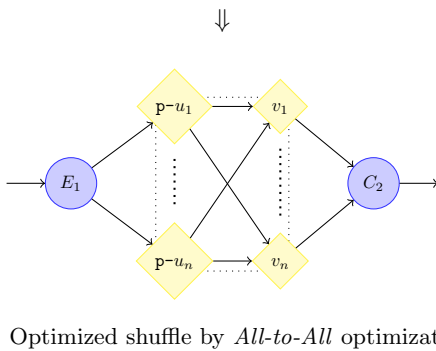 ⇓
p-u₁ v₁
E₁ C₂
p-uₙ vₙ
Optimized shuffle by All-to-All optimizat